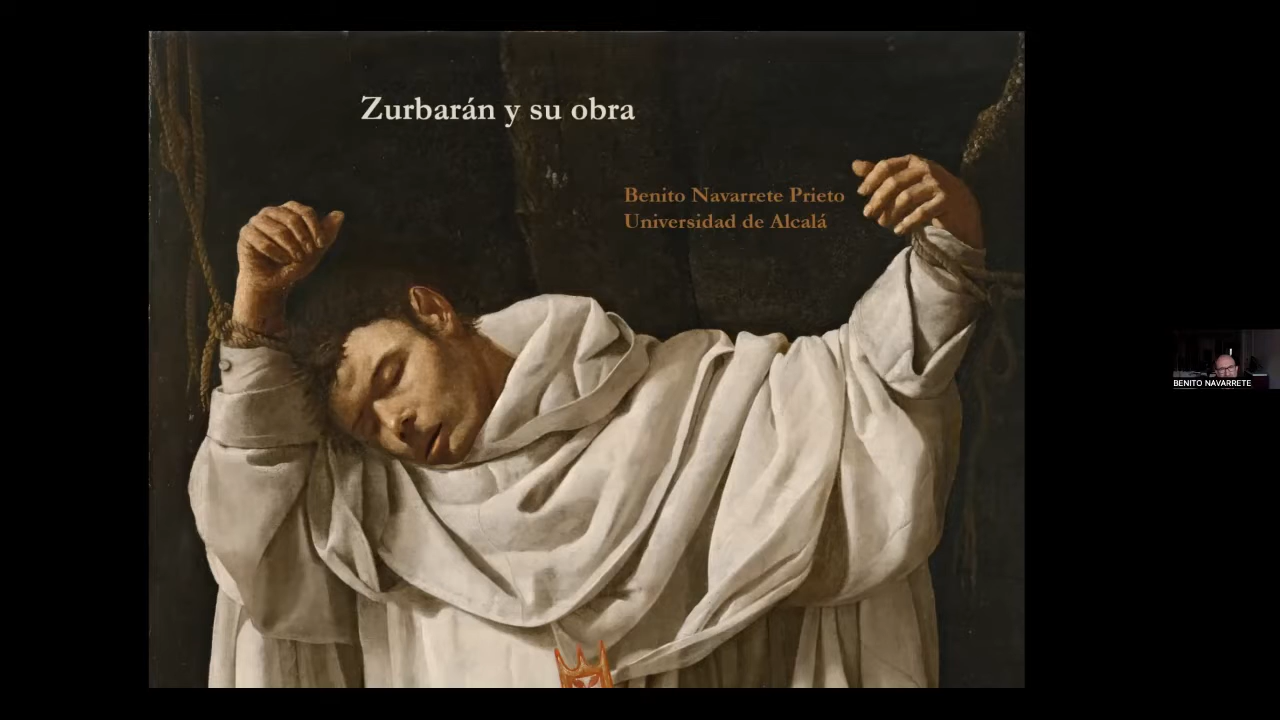 Zurbarán y su obra
Benito Navarrete Prieto
Universidad de Alcalá
BENITO NAVARRETE